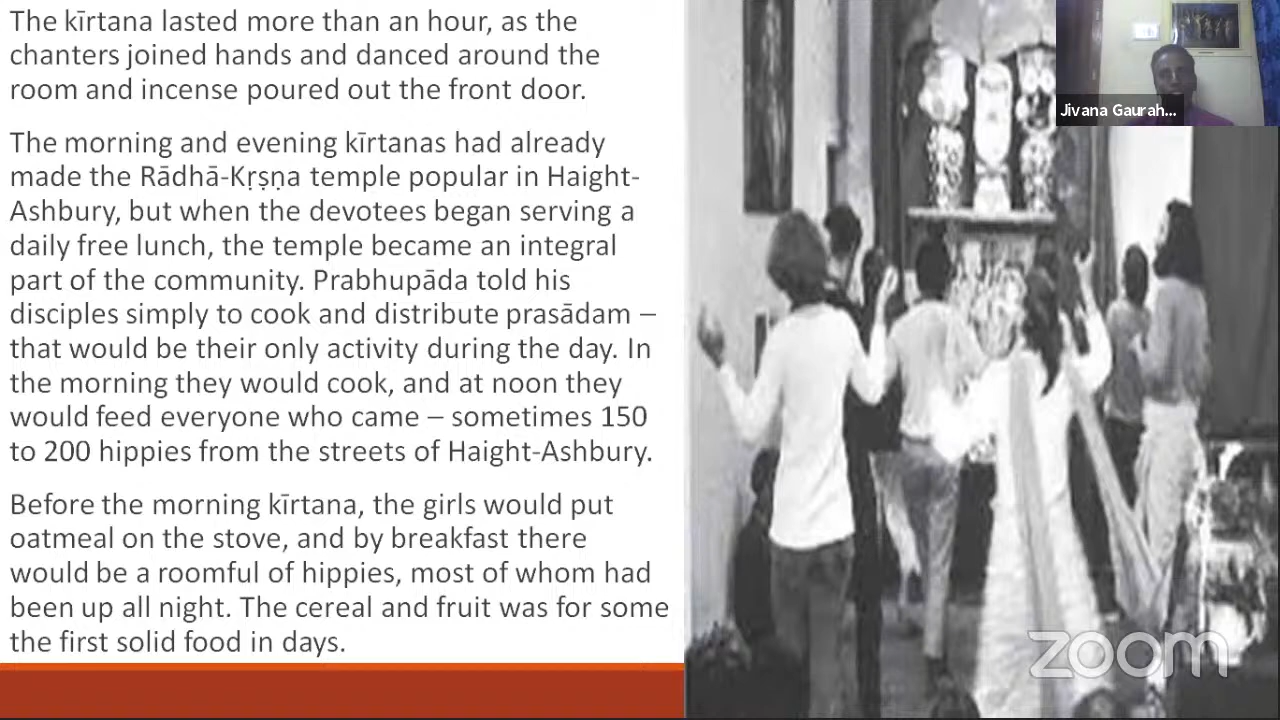 The kīrtana lasted more than an hour, as the
chanters joined hands and danced around the
room and incense poured out the front door.
The morning and evening kīrtanas had already
made the Rādhā-Kṛṣṇa temple popular in Haight-
Ashbury, but when the devotees began serving a
daily free lunch, the temple became an integral
part of the community. Prabhupāda told his
disciples simply to cook and distribute prasādam –
that would be their only activity during the day. In
the morning they would cook, and at noon they
would feed everyone who came – sometimes 150
to 200 hippies from the streets of Haight-Ashbury.
Before the morning kīrtana, the girls would put
oatmeal on the stove, and by breakfast there
would be a roomful of hippies, most of whom had
been up all night. The cereal and fruit was for some
the first solid food in days.
Jivana Gaurah...
zoom